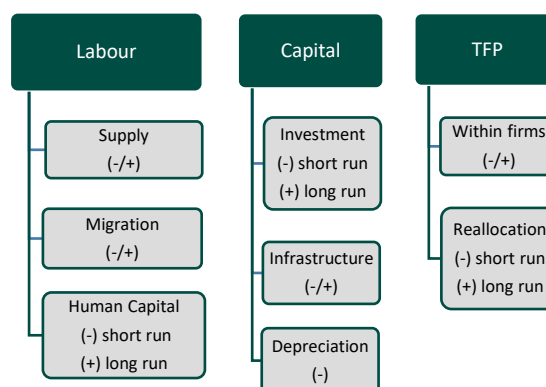 Labour
Supply
(-/+)
Migration
(-/+)
Human Capital
(-) short run
(+) long run
Capital
Investment
(-) short run
(+) long run
Infrastructure
(-/+)
Depreciation
(-)
TFP
Within firms
(-/+)
Reallocation
(-) short run
(+) long run